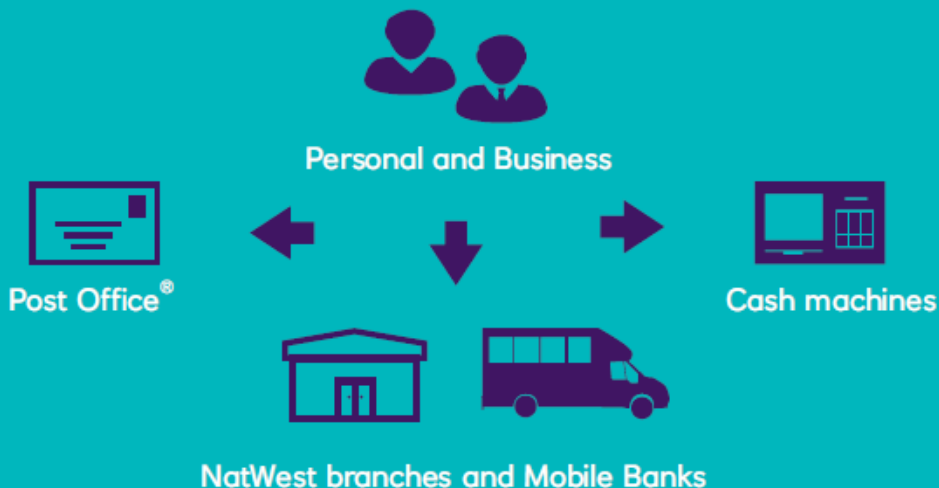 Personal and Business
Post Office®
Cash machines
NatWest branches and Mobile Banks